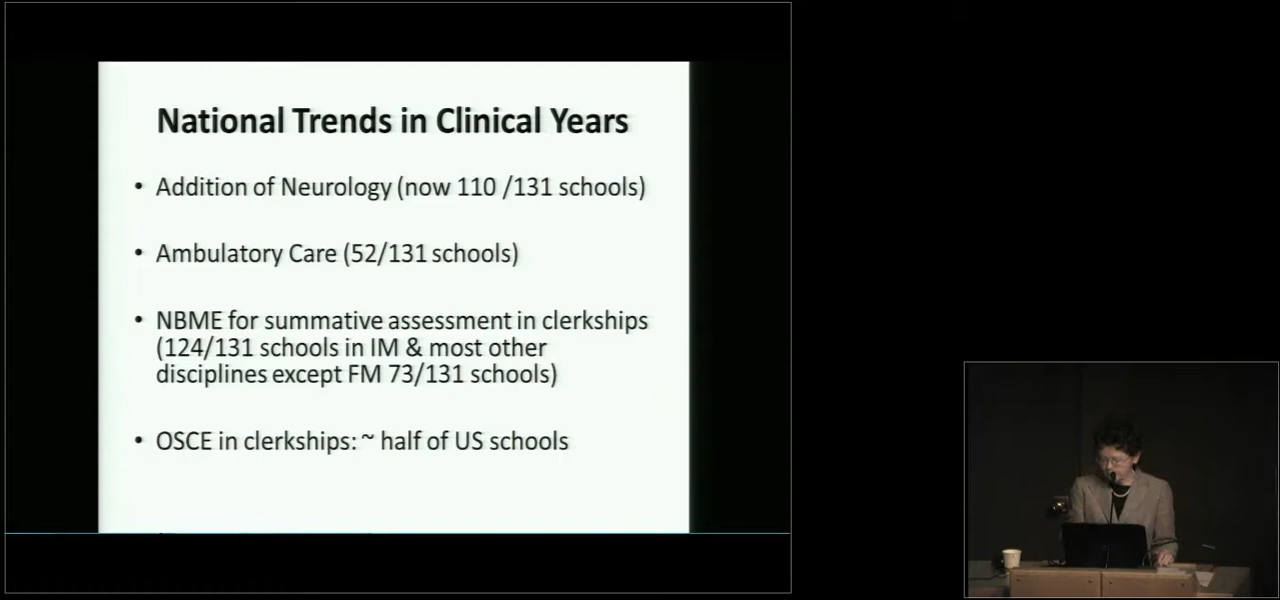 National Trends in Clinical Years
• Addition of Neurology (now 110 /131 schools)
• Ambulatory Care (52/131 schools)
• NBME for summative assessment in clerkships
(124/131 schools in IM & most other
disciplines except FM 73/131 schools)
• OSCE in clerkships: ~ half of US schools